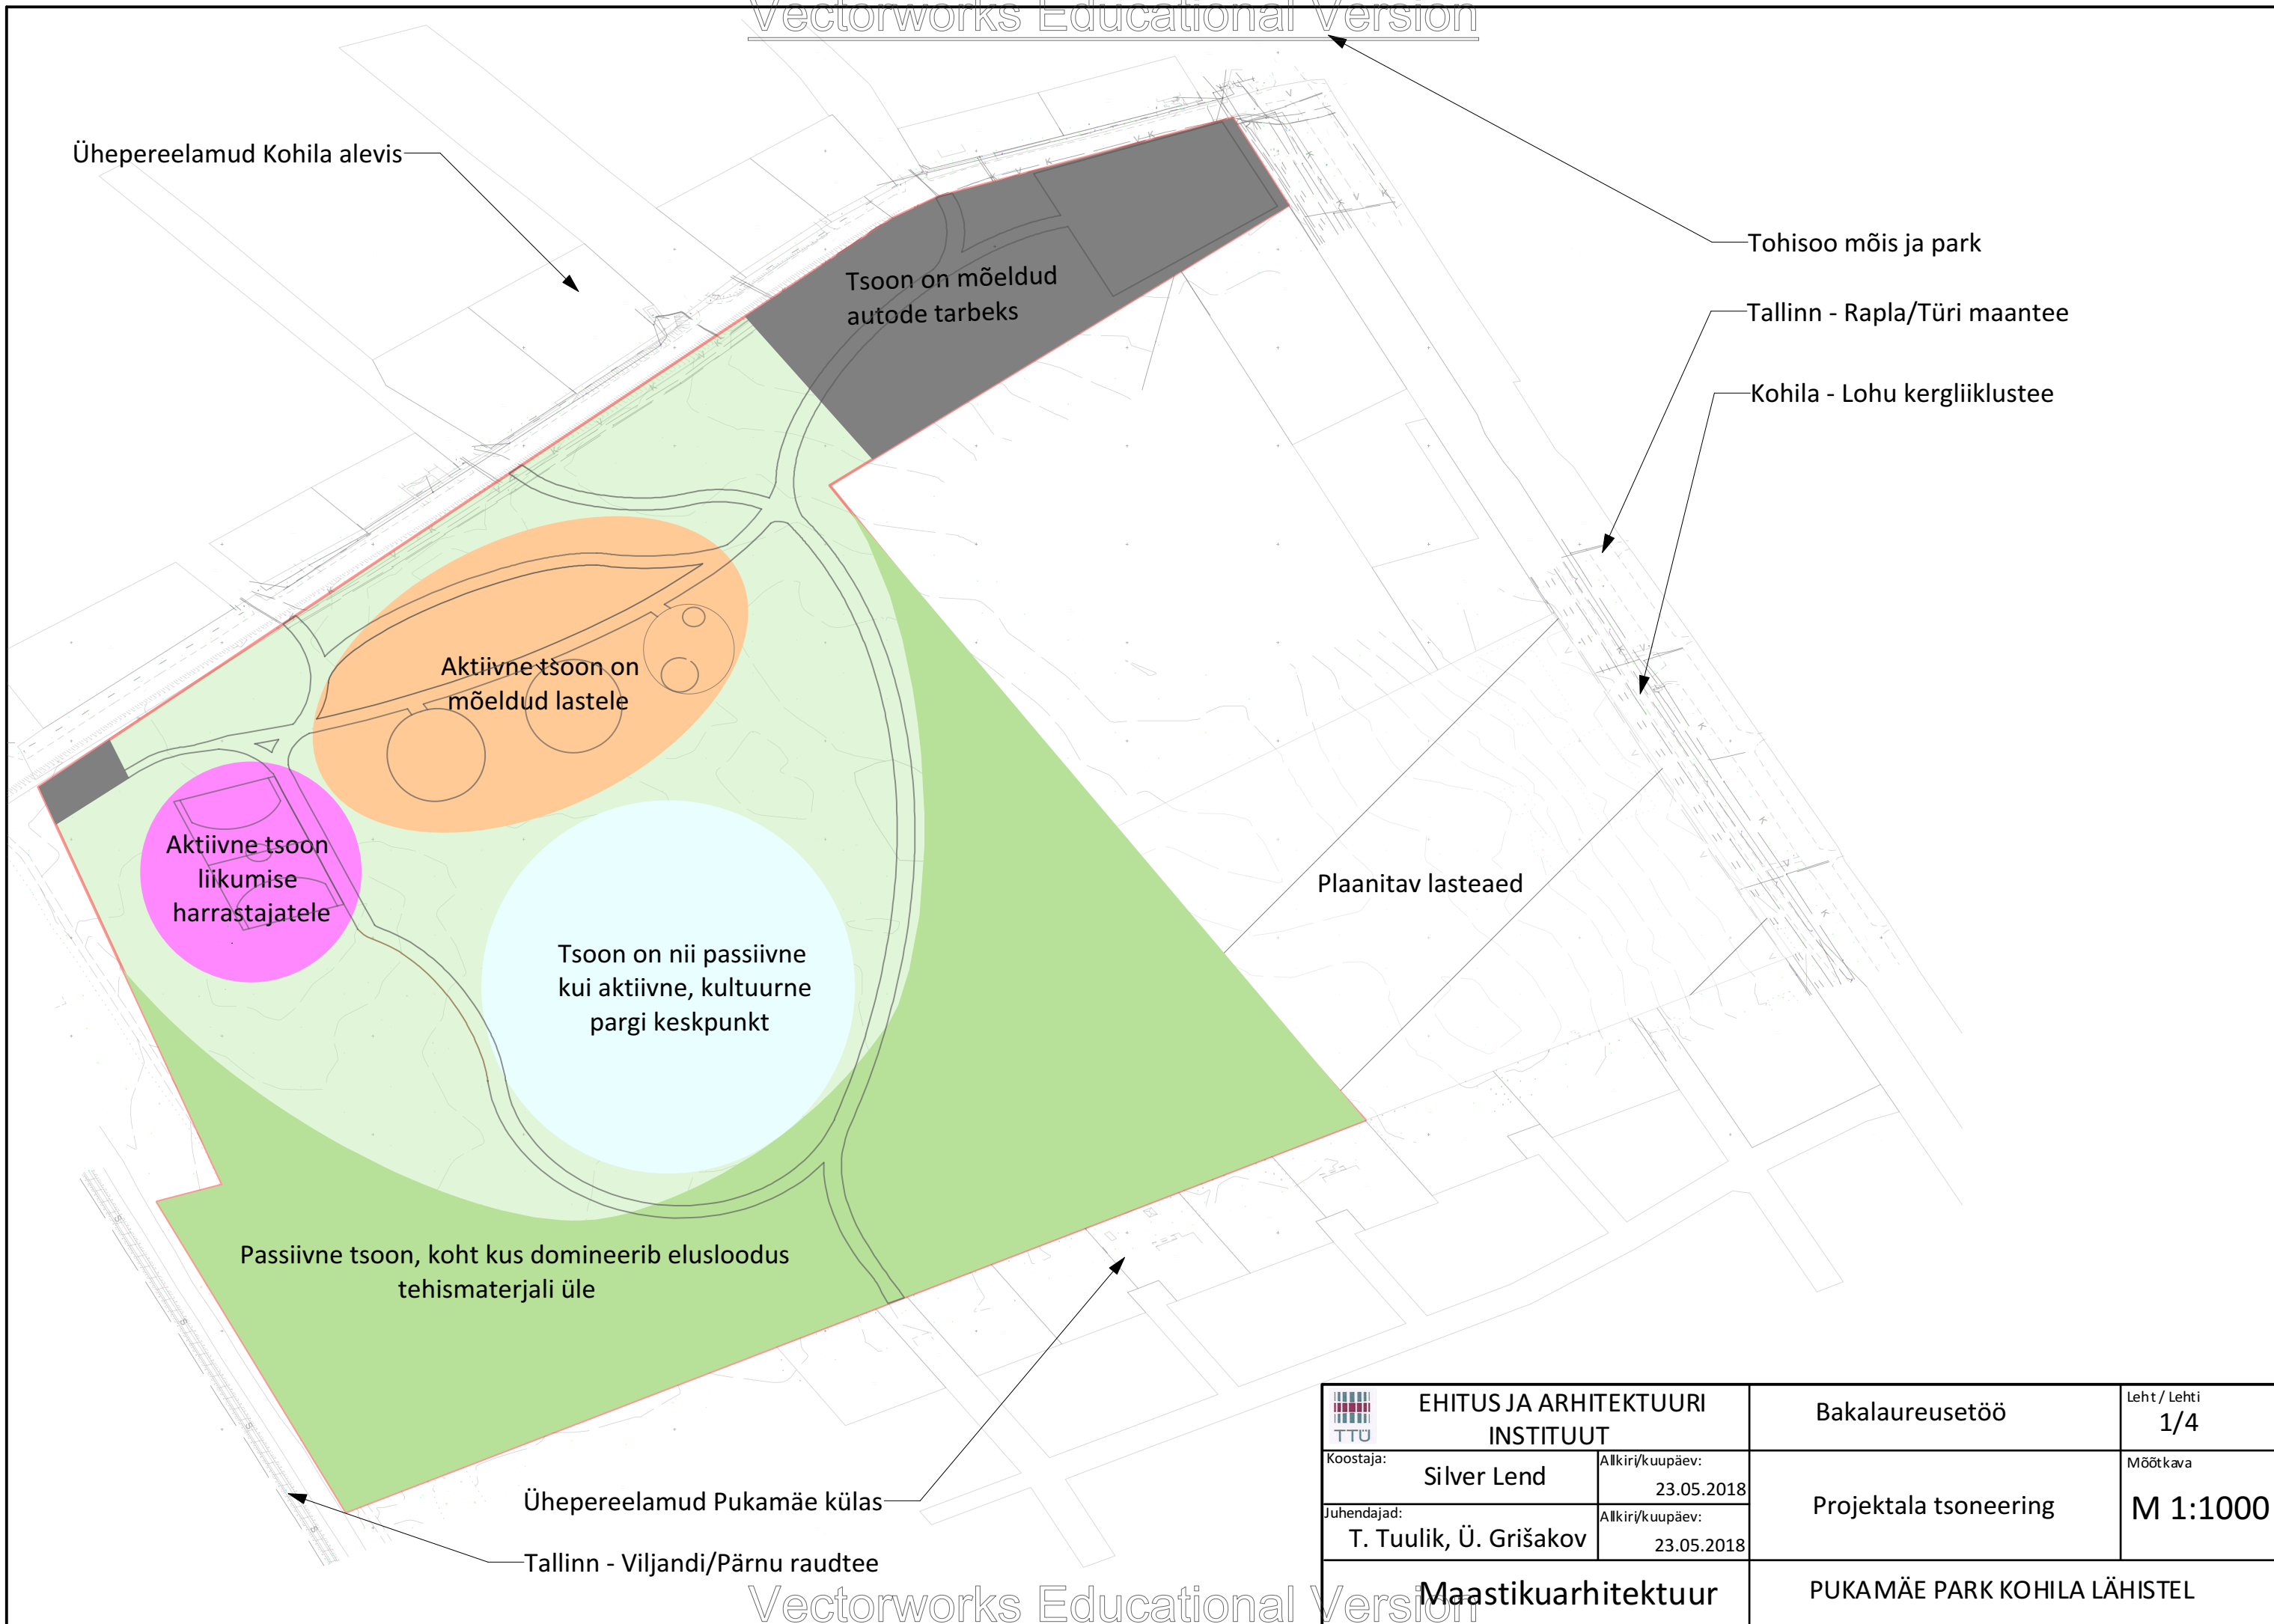 Vectorworks Educational Version
Ühepereelamud Kohila alevis
Tohisoo mõis ja park
Tsoon on mõeldud
autode tarbeks
Tallinn - Rapla/Türi maantee
Kohila - Lohu kergliiklustee
Aktiivne tsoon on
mõeldud lastele
Aktiivne tsoon
liikumise
harrastajatele
Plaanitav lasteaed
Tsoon on nii passiivne
kui aktiivne, kultuurne
pargi keskpunkt
Passiivne tsoon, koht kus domineerib elusloodus
tehismaterjali üle
Ühepereelamud Pukamäe külas
Tallinn - Viljandi/Pärnu raudtee
TTÜ
EHITUS JA ARHITEKTUURI
INSTITUUT
Bakalaureusetöö
Leht / Lehti
1/4
Koostaja:
Silver Lend
Allkiri/kuupäev:
23.05.2018
Projektala tsoneering
Mõõtkava
M 1:1000
Juhendajad:
T. Tuulik, Ü. Grišakov
Allkiri/kuupäev:
23.05.2018
Maastikuarhitektuur
PUKAMÄE PARK KOHILA LÄHISTEL
Vectorworks Educational Version